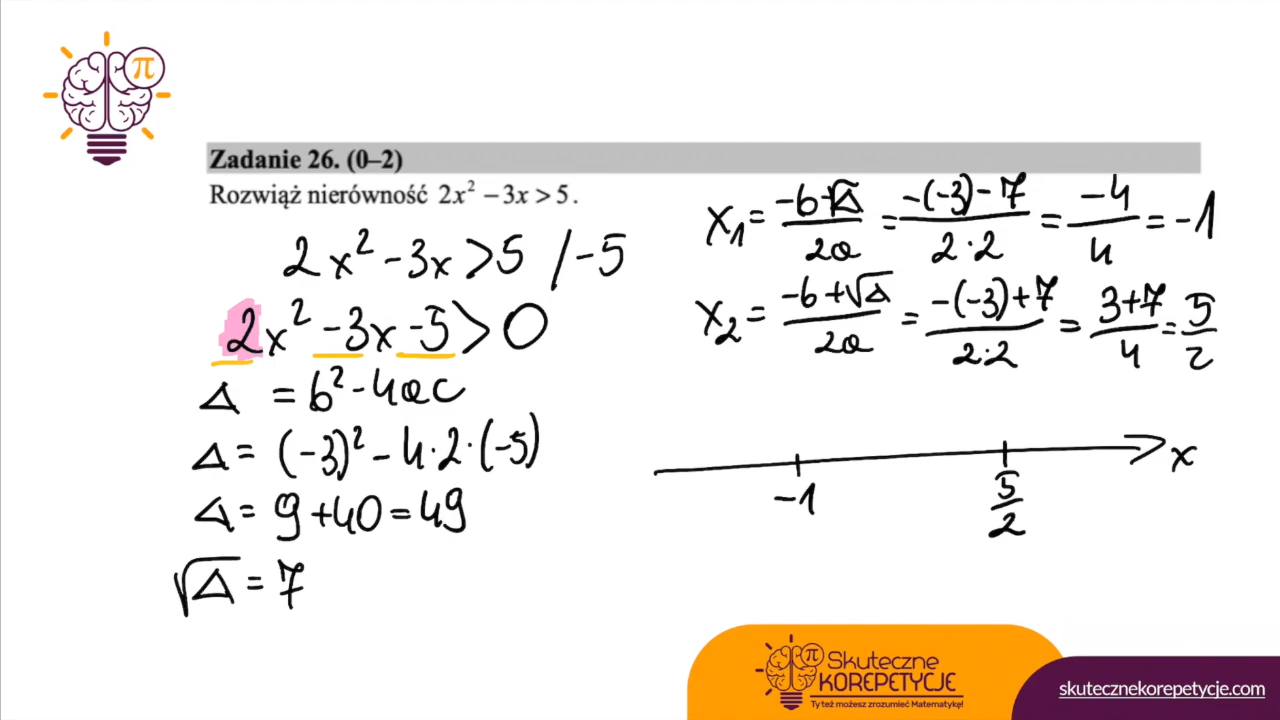 π
Zadanie 26. (0–2)
Rozwiąż nierówność 2x² – 3x > 5.
2x² - 3x > 5 / -5
2x² - 3x - 5 > 0
Δ = b² - 4ac
Δ = (-3)² - 4·2·(-5)
Δ = 9 + 40 = 49
√Δ = 7
x₁ = (-b-√Δ)/2a = (-(-3)-7)/(2·2) = -4/4 = -1
x₂ = (-b+√Δ)/2a = (-(-3)+7)/(2·2) = (3+7)/4 = 5/2
-1 5/2 x
π Skuteczne
KOREPETYCJE
Ty też możesz zrozumieć Matematykę!
skutecznekorepetycje.com